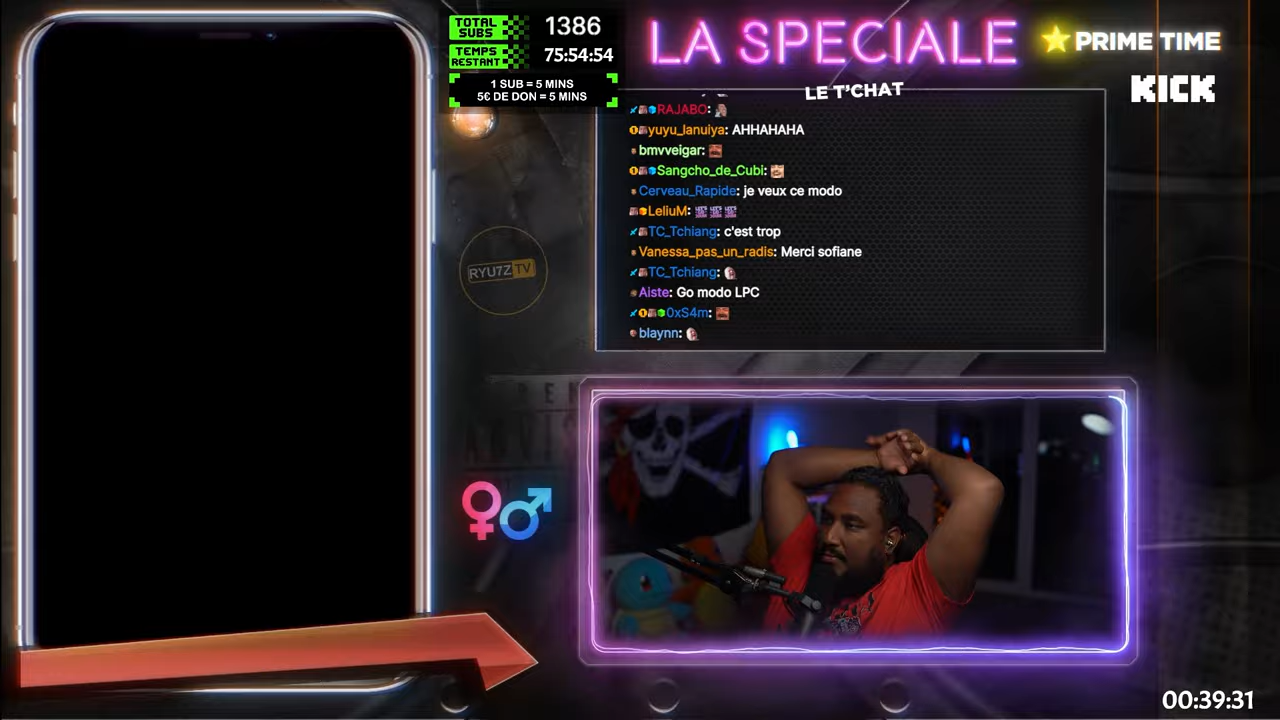 TOTAL
SUBS
1386
TEMPS
RESTANT
75:54:54
1 SUB = 5 MINS
5€ DE DON = 5 MINS
LA SPECIALE
PRIME TIME
KICK
LE T'CHAT
RAJABO:
yuyu_lanuiya: AHHAHAHA
bmvveigar:
Sangcho_de_Cubi:
Cerveau_Rapide: je veux ce modo
LeliuM:
TC_Tchiang: c'est trop
Vanessa_pas_un_radis: Merci sofiane
TC_Tchiang:
Aiste: Go modo LPC
0xS4m:
blaynn:
RYU7Z TV
00:39:31